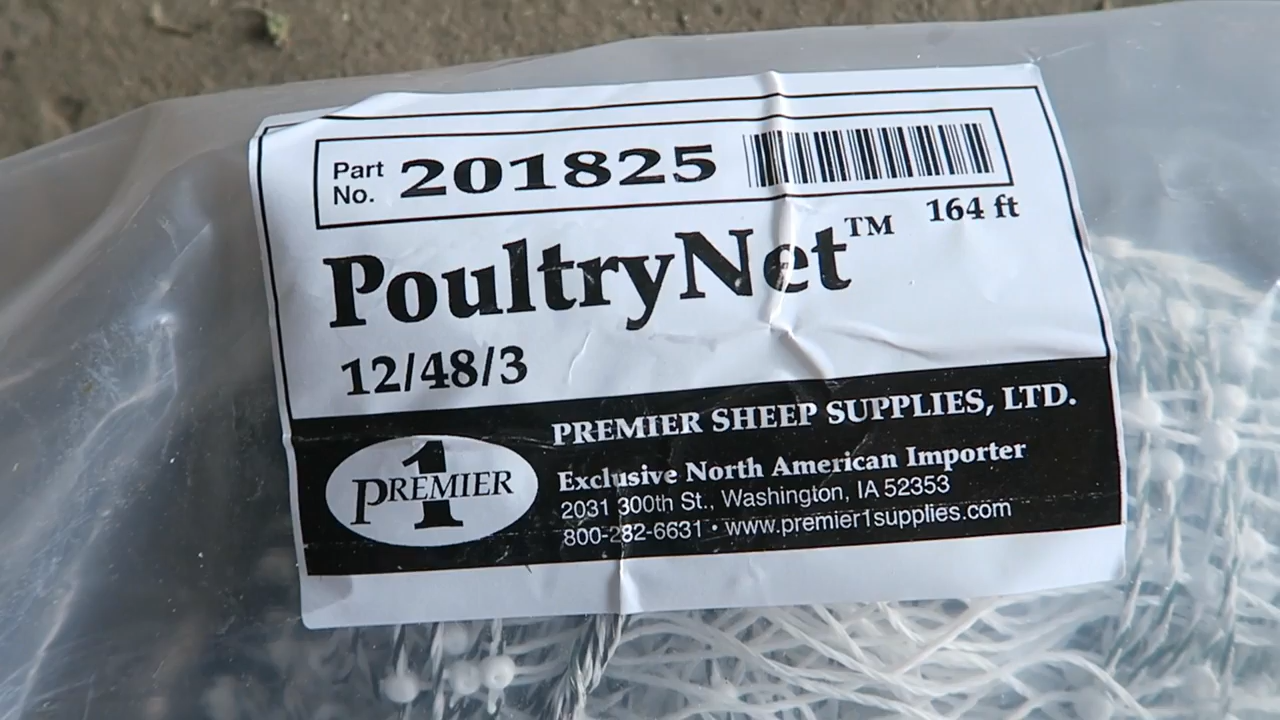 Part No. 201825
164 ft
PoultryNet™
12/48/3
PREMIER SHEEP SUPPLIES, LTD.
PREMIER 1
Exclusive North American Importer
2031 300th St., Washington, IA 52353
800-282-6631 • www.premier1supplies.com